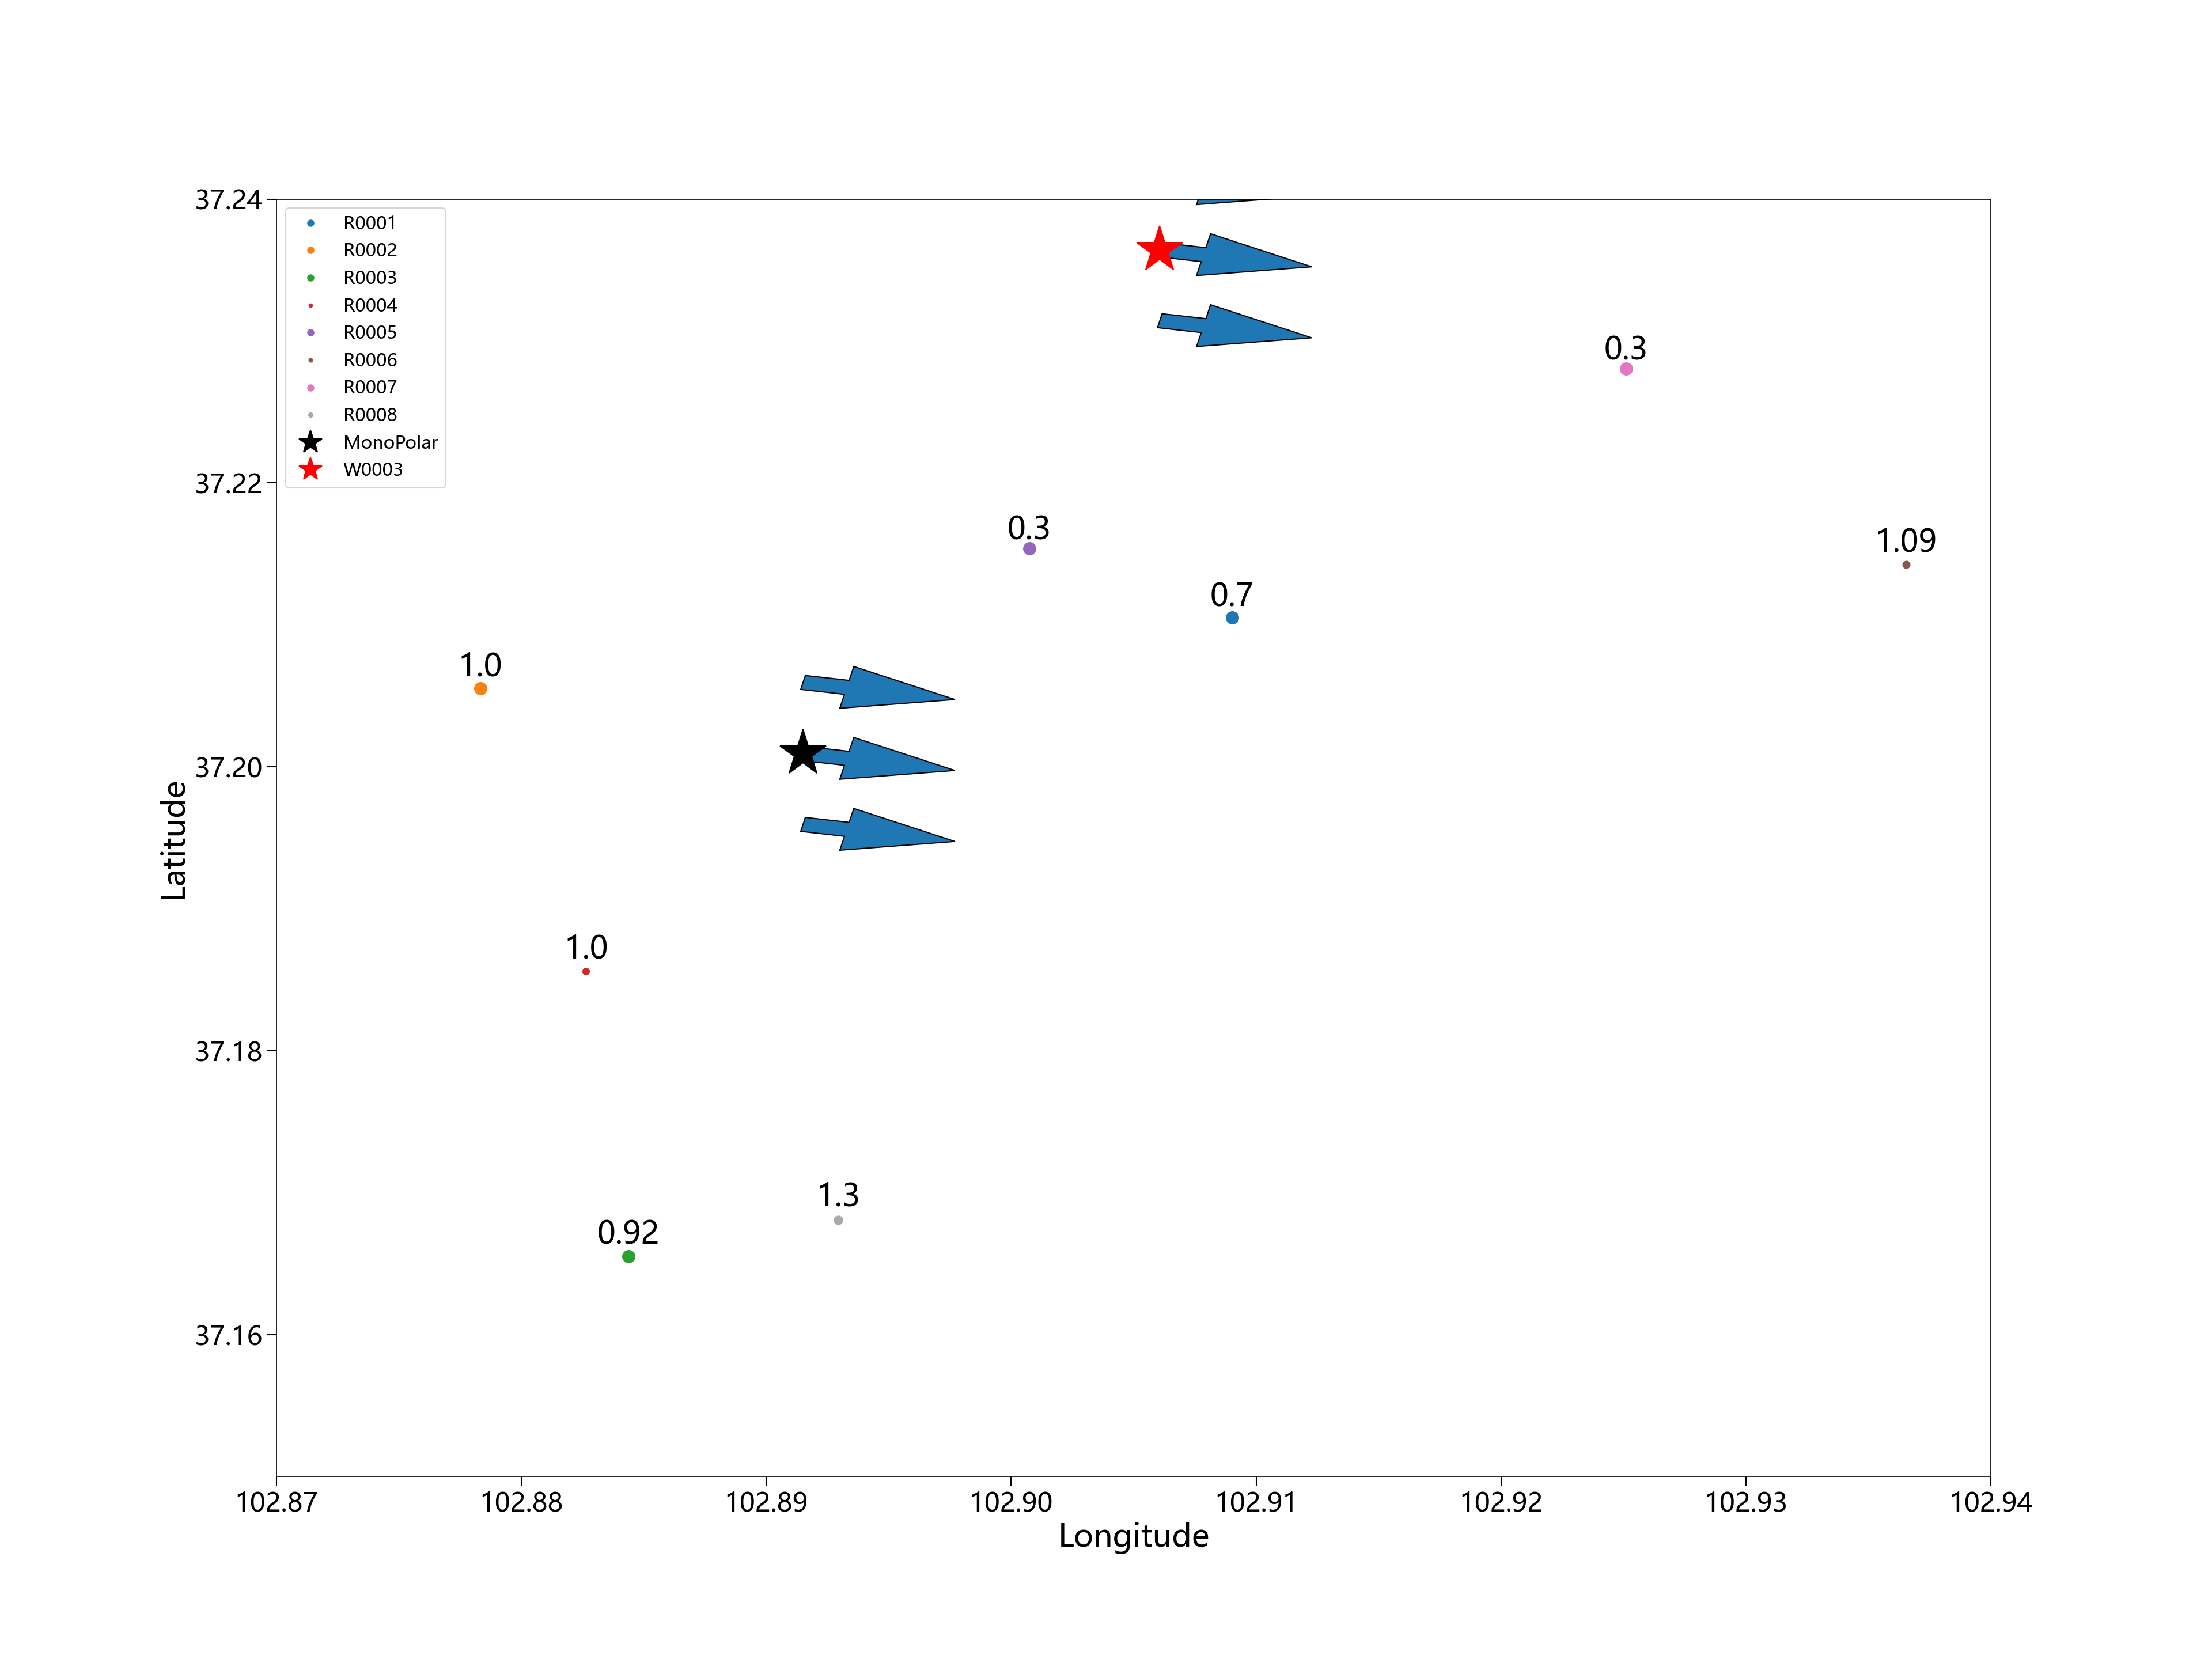 37.24
R0001
R0002
R0003
R0004
R0005
R0006
R0007
R0008
MonoPolar
W0003
0.3
37.22
0.3
1.09
0.7
1.0
37.20
Latitude
1.0
37.18
1.3
0.92
37.16
102.87 102.88 102.89 102.90 102.91 102.92 102.93 102.94
Longitude